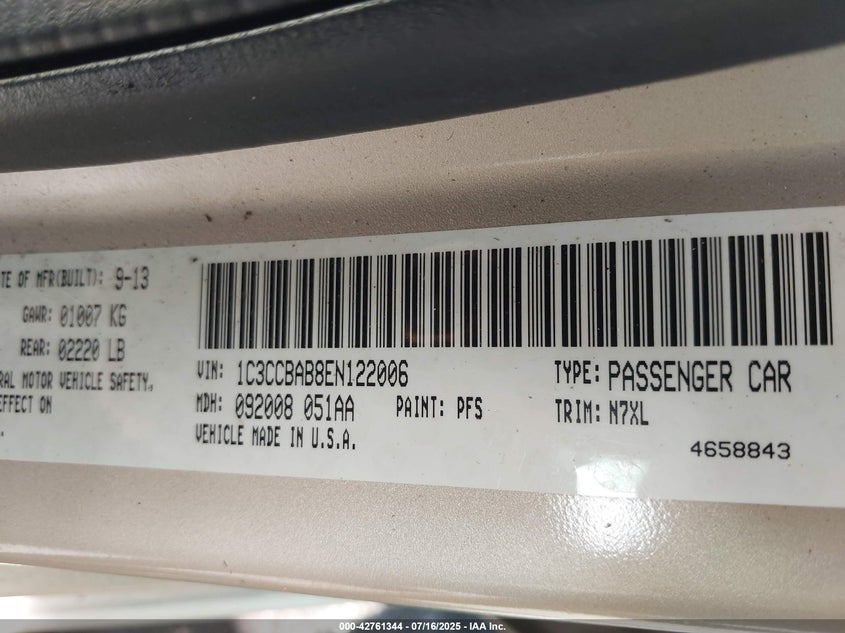 TE OF MFR(BUILT): 9-13
GAWR: 01007 KG
REAR: 02220 LB
RAL MOTOR VEHICLE SAFETY,
EFFECT ON
VIN: 1C3CCBAB8EN122006
TYPE: PASSENGER CAR
MDH: 092008 051AA
PAINT: PFS
TRIM: N7XL
VEHICLE MADE IN U.S.A.
4658843
000-42761344 | 07/16/2025 - IAA Inc.